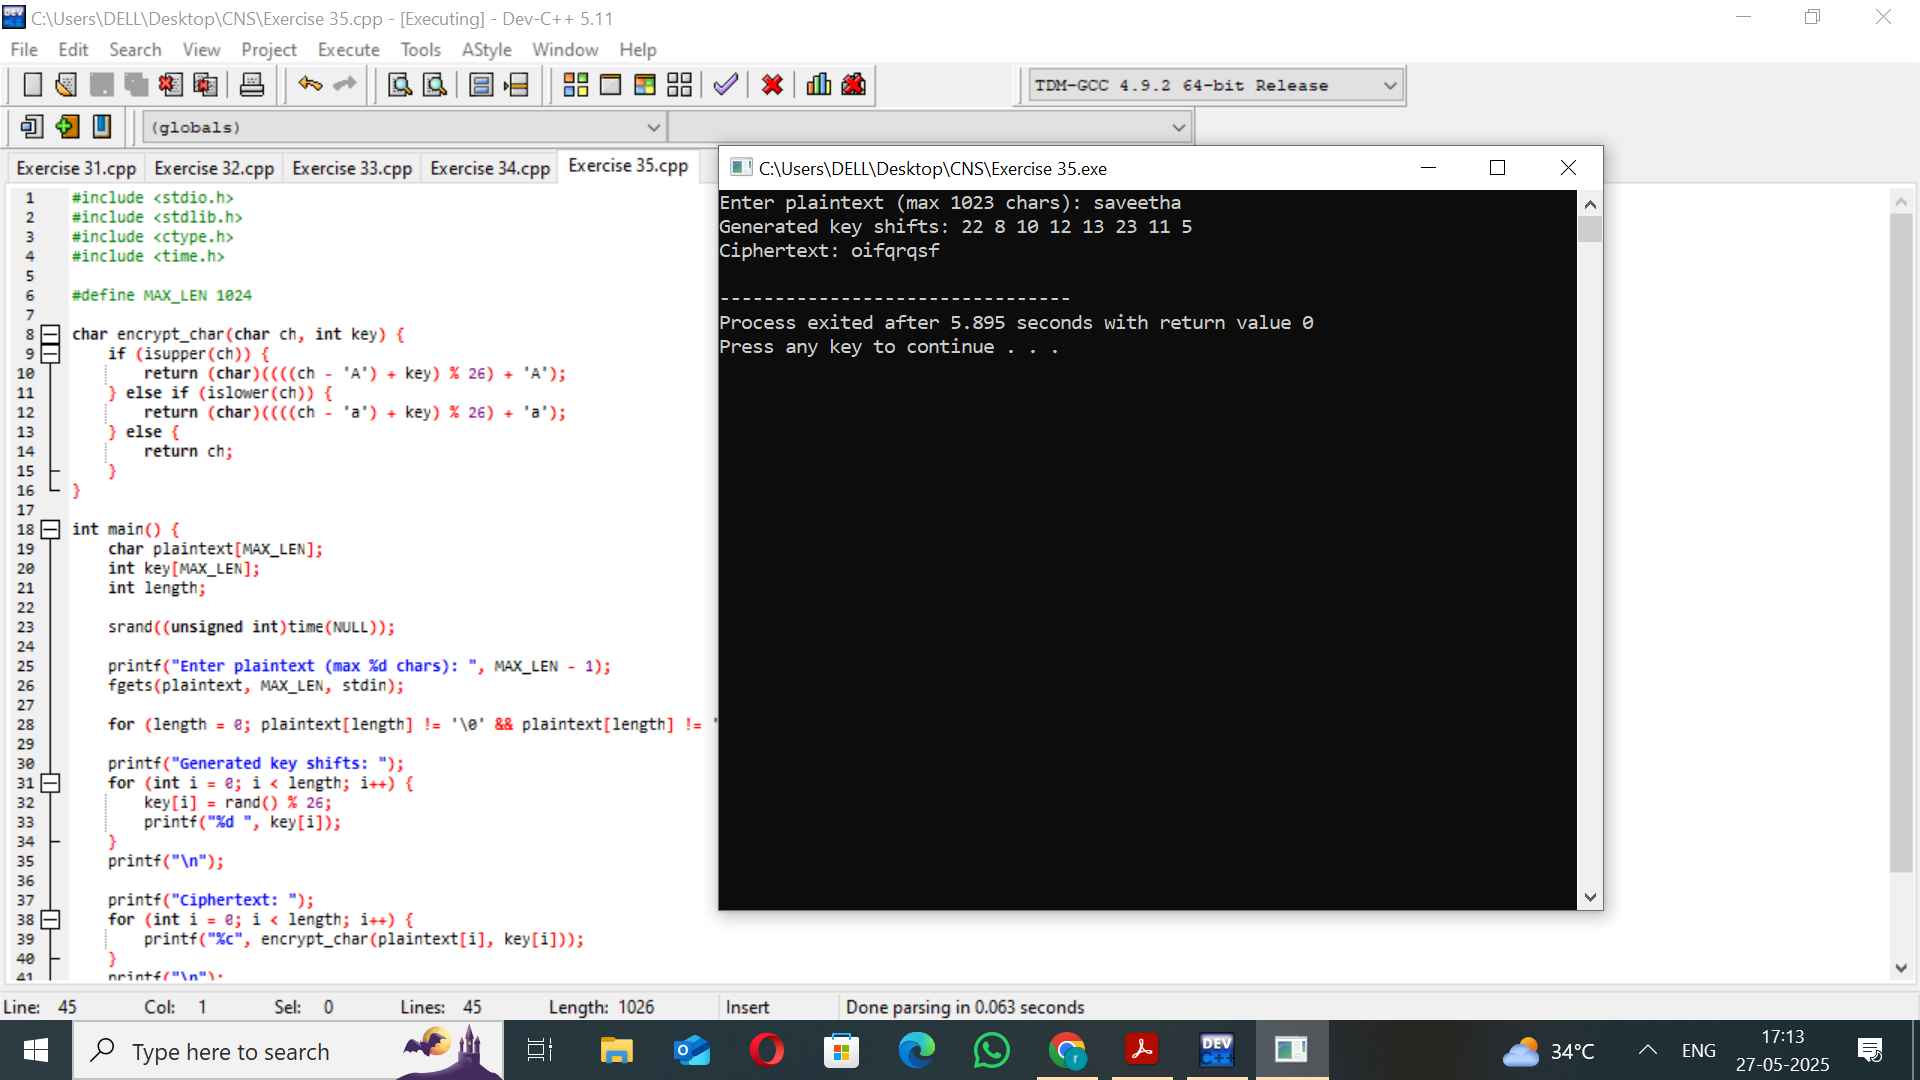 C:\Users\DELL\Desktop\CNS\Exercise 35.cpp - [Executing] - Dev-C++ 5.11
File Edit Search View Project Execute Tools AStyle Window Help
TDM-GCC 4.9.2 64-bit Release
(globals)
Exercise 31.cpp Exercise 32.cpp Exercise 33.cpp Exercise 34.cpp Exercise 35.cpp
1 #include <stdio.h>
2 #include <stdlib.h>
3 #include <ctype.h>
4 #include <time.h>
5
6 #define MAX_LEN 1024
7
8 char encrypt_char(char ch, int key) {
9 if (isupper(ch)) {
10 return (char)((((ch - 'A') + key) % 26) + 'A');
11 } else if (islower(ch)) {
12 return (char)((((ch - 'a') + key) % 26) + 'a');
13 } else {
14 return ch;
15 }
16 }
17
18 int main() {
19 char plaintext[MAX_LEN];
20 int key[MAX_LEN];
21 int length;
22
23 srand((unsigned int)time(NULL));
24
25 printf("Enter plaintext (max %d chars): ", MAX_LEN - 1);
26 fgets(plaintext, MAX_LEN, stdin);
27
28 for (length = 0; plaintext[length] != '\0' && plaintext[length] != '
29
30 printf("Generated key shifts: ");
31 for (int i = 0; i < length; i++) {
32 key[i] = rand() % 26;
33 printf("%d ", key[i]);
34 }
35 printf("\n");
36
37 printf("Ciphertext: ");
38 for (int i = 0; i < length; i++) {
39 printf("%c", encrypt_char(plaintext[i], key[i]));
40 }
41 printf("\n");
C:\Users\DELL\Desktop\CNS\Exercise 35.exe
Enter plaintext (max 1023 chars): saveetha
Generated key shifts: 22 8 10 12 13 23 11 5
Ciphertext: oifqrqsf
--------------------------------
Process exited after 5.895 seconds with return value 0
Press any key to continue . . .
Line: 45 Col: 1 Sel: 0 Lines: 45 Length: 1026 Insert Done parsing in 0.063 seconds
Type here to search
DEV C++
34°C
ENG
17:13
27-05-2025